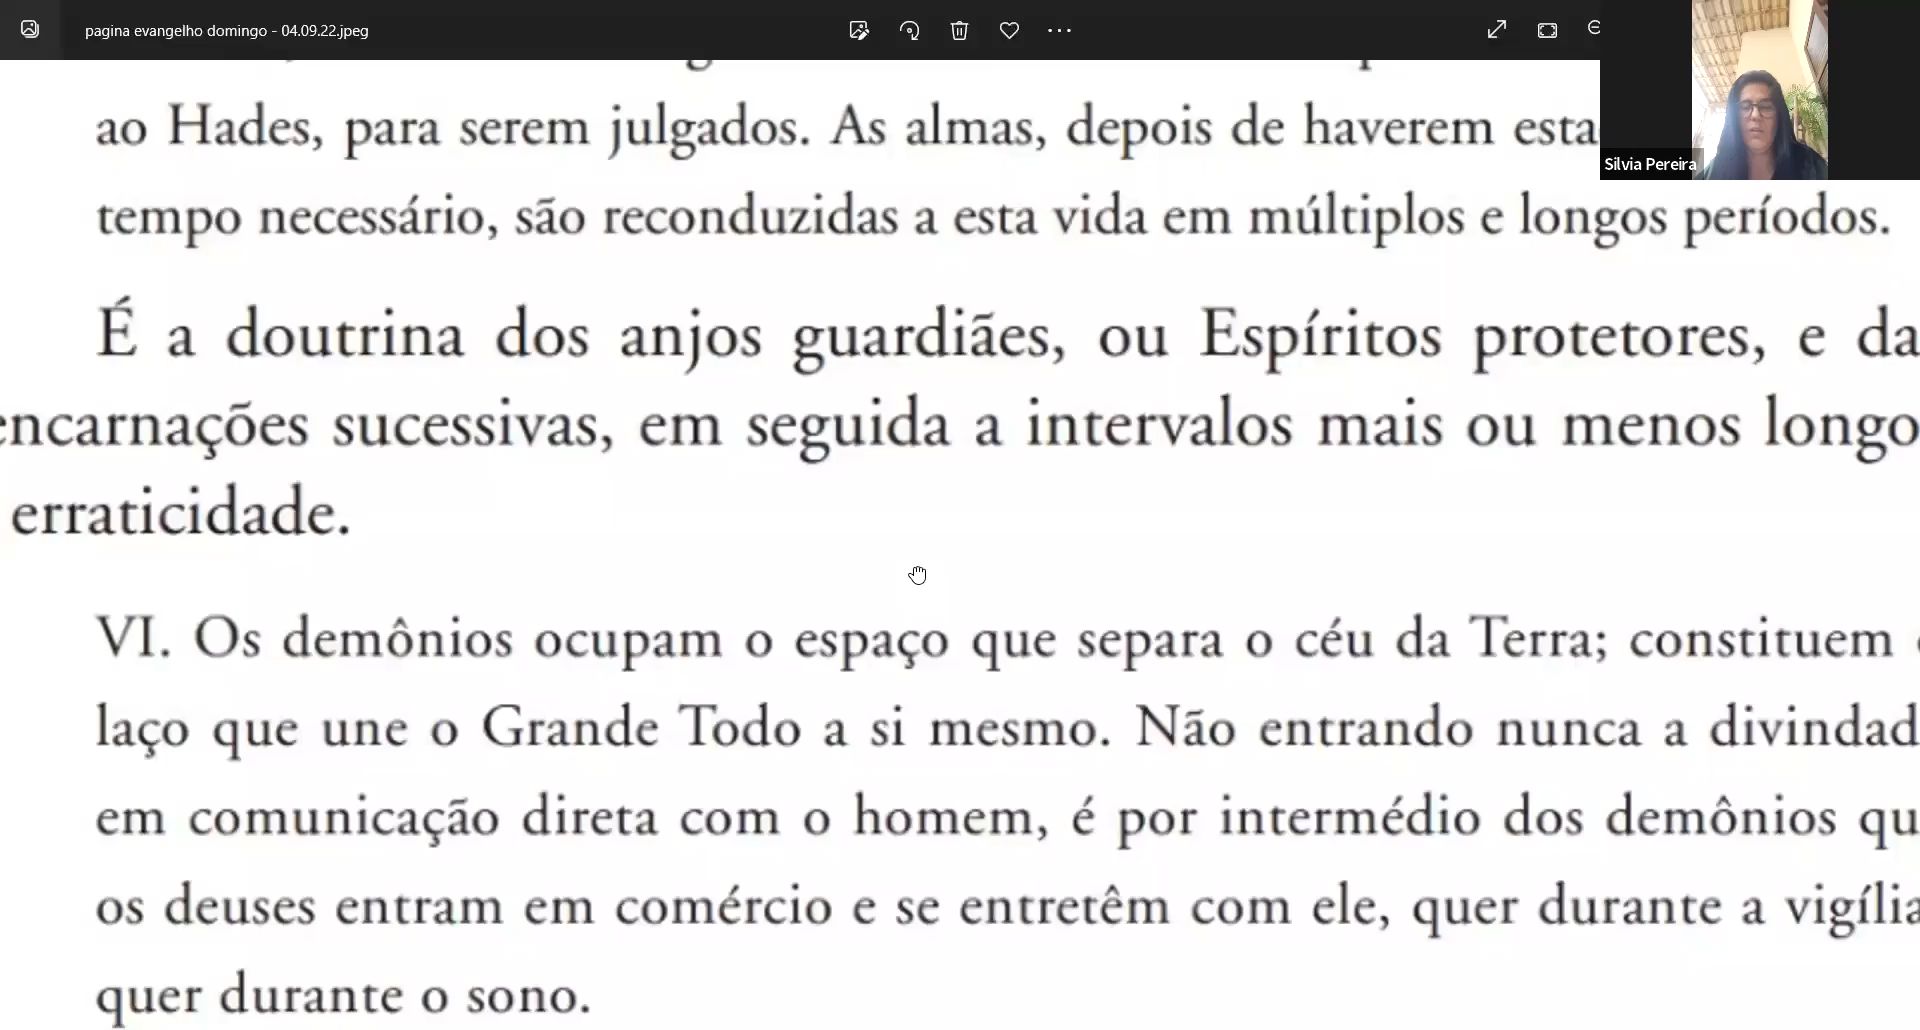 pagina evangelho domingo - 04.09.22.jpeg
Silvia Pereira
ao Hades, para serem julgados. As almas, depois de haverem esta
tempo necessário, são reconduzidas a esta vida em múltiplos e longos períodos.
É a doutrina dos anjos guardiães, ou Espíritos protetores, e da
encarnações sucessivas, em seguida a intervalos mais ou menos longo
erraticidade.
VI. Os demônios ocupam o espaço que separa o céu da Terra; constituem
laço que une o Grande Todo a si mesmo. Não entrando nunca a divindad
em comunicação direta com o homem, é por intermédio dos demônios qu
os deuses entram em comércio e se entretêm com ele, quer durante a vigília
quer durante o sono.